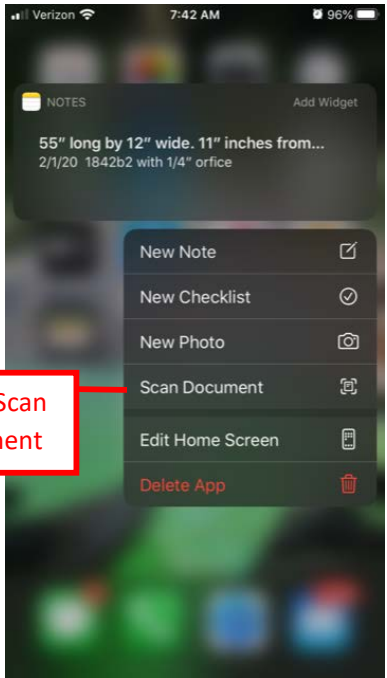 Verizon 7:42 AM 96%
NOTES Add Widget
55" long by 12" wide. 11" inches from...
2/1/20 1842b2 with 1/4" orfice
New Note
New Checklist
New Photo
Scan Document
Scan
ment
Edit Home Screen
Delete App